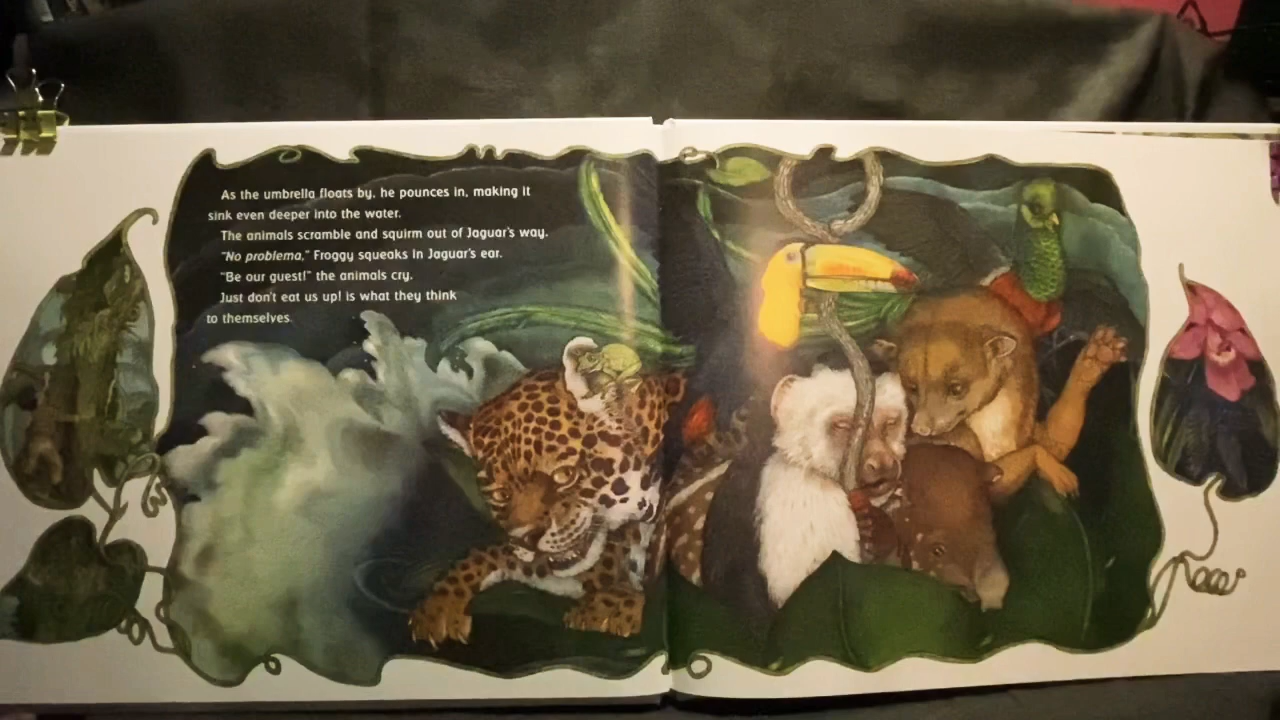 As the umbrella floats by, he pounces in, making it
sink even deeper into the water.
The animals scramble and squirm out of Jaguar's way.
"No problema," Froggy squeaks in Jaguar's ear.
"Be our guest!" the animals cry.
Just don't eat us up! is what they think
to themselves.